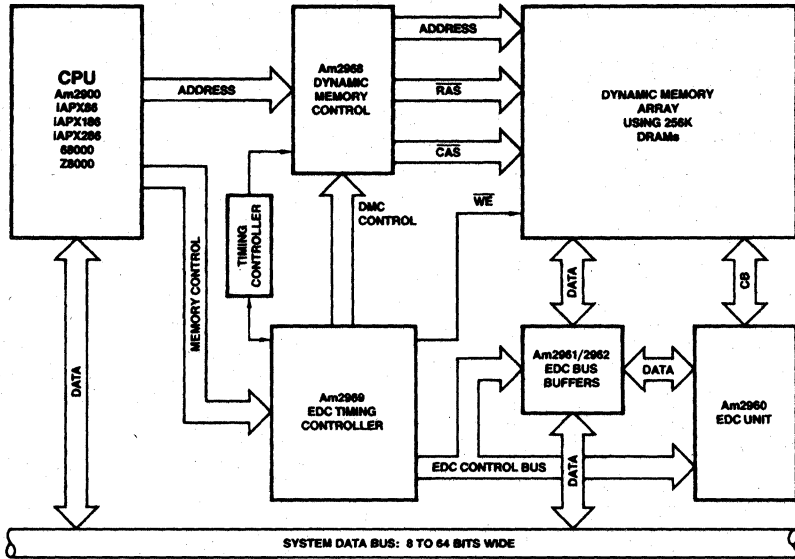 CPU
Am2900
iAPX86
iAPX186
iAPX286
68000
Z8000
ADDRESS
Am2968
DYNAMIC
MEMORY
CONTROL
ADDRESS
RAS
CAS
DYNAMIC MEMORY
ARRAY
USING 256K
DRAMs
WE
DMC
CONTROL
TIMING
CONTROLLER
MEMORY CONTROL
DATA
DATA
CB
Am2969
EDC TIMING
CONTROLLER
Am2961/2962
EDC BUS
BUFFERS
DATA
Am2960
EDC UNIT
EDC CONTROL BUS
DATA
SYSTEM DATA BUS: 8 TO 64 BITS WIDE